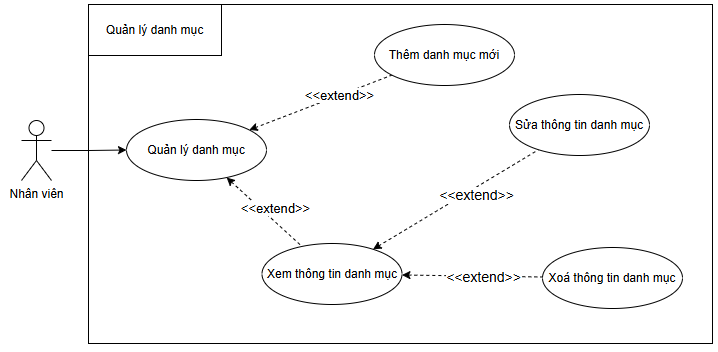 Quản lý danh mục
Thêm danh mục mới
<<extend>>
Sửa thông tin danh mục
Quản lý danh mục
Nhân viên
<<extend>>
<<extend>>
Xem thông tin danh mục
<<extend>>
Xoá thông tin danh mục